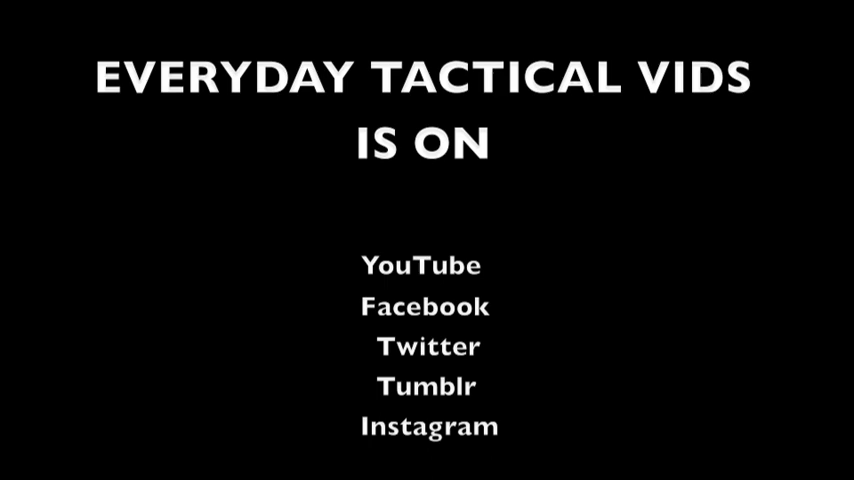 EVERYDAY TACTICAL VIDS
IS ON
YouTube
Facebook
Twitter
Tumblr
Instagram